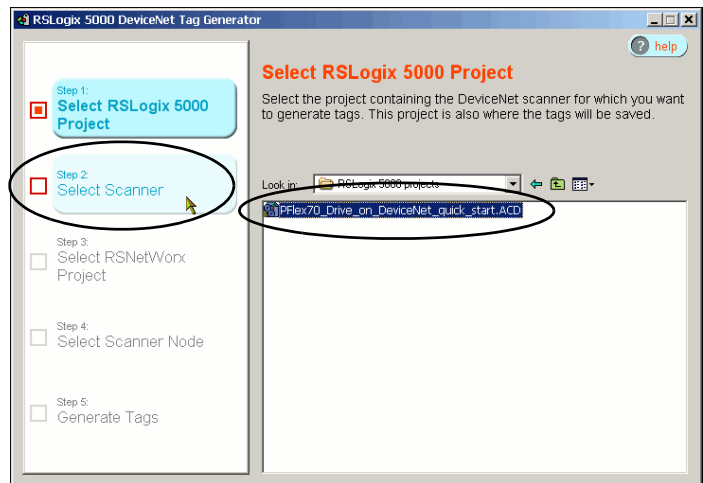 RSLogix 5000 DeviceNet Tag Generator
? help
Step 1:
Select RSLogix 5000
Project
Step 2:
Select Scanner
Step 3:
Select RSNetWorx
Project
Step 4:
Select Scanner Node
Step 5:
Generate Tags
Select RSLogix 5000 Project
Select the project containing the DeviceNet scanner for which you want
to generate tags. This project is also where the tags will be saved.
Look in: RSLogix 5000 projects
PFlex70_Drive_on_DeviceNet_quick_start.ACD